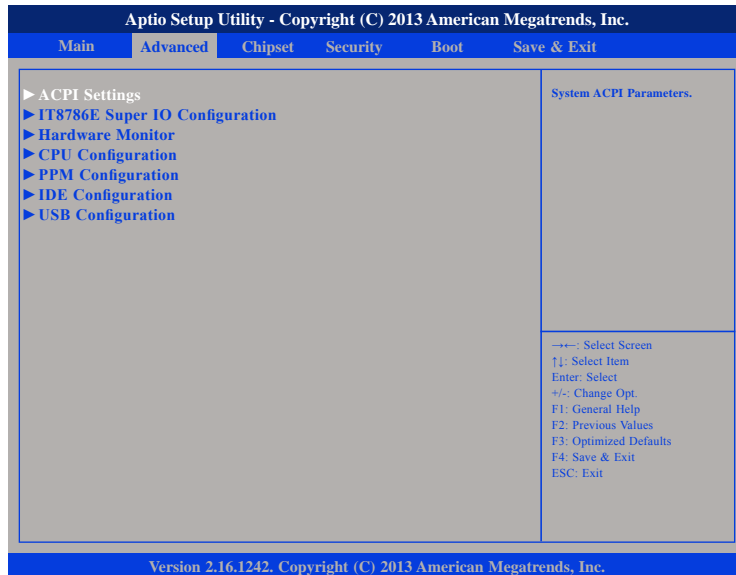 Aptio Setup Utility - Copyright (C) 2013 American Megatrends, Inc.
Main Advanced Chipset Security Boot Save & Exit
►ACPI Settings
►IT8786E Super IO Configuration
►Hardware Monitor
►CPU Configuration
►PPM Configuration
►IDE Configuration
►USB Configuration
System ACPI Parameters.
→←: Select Screen
↑↓: Select Item
Enter: Select
+/-: Change Opt.
F1: General Help
F2: Previous Values
F3: Optimized Defaults
F4: Save & Exit
ESC: Exit
Version 2.16.1242. Copyright (C) 2013 American Megatrends, Inc.